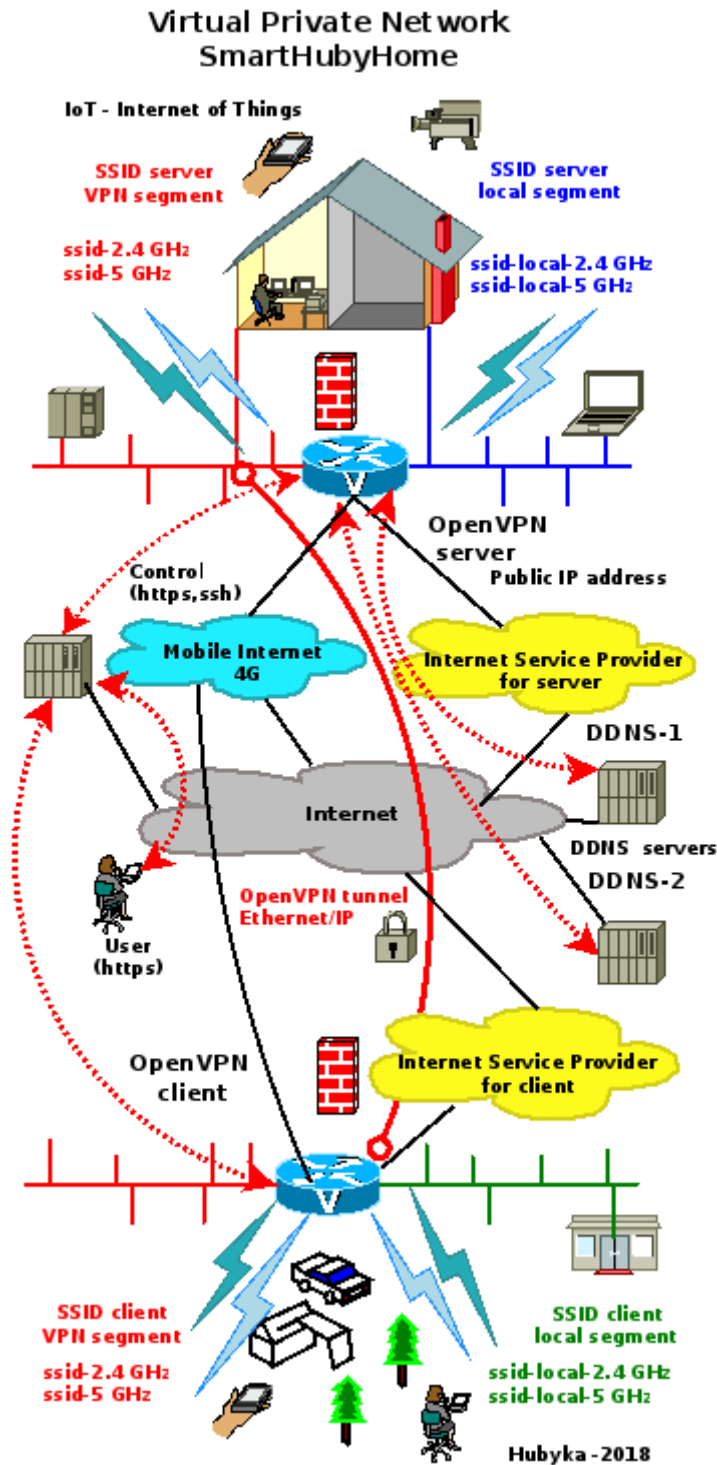 Virtual Private Network
SmartHubyHome
IoT - Internet of Things
SSID server
VPN segment
SSID server
local segment
ssid-2.4 GHz
ssid-5 GHz
ssid-local-2.4 GHz
ssid-local-5 GHz
V
OpenVPN
server
Control
(https,ssh)
Public IP address
Mobile Internet
4G
Internet Service Provider
for server
DDNS-1
Internet
DDNS servers
DDNS-2
OpenVPN tunnel
Ethernet/IP
User
(https)
OpenVPN
client
Internet Service Provider
for client
V
SSID client
VPN segment
SSID client
local segment
ssid-2.4 GHz
ssid-5 GHz
ssid-local-2.4 GHz
ssid-local-5 GHz
Hubyka -2018